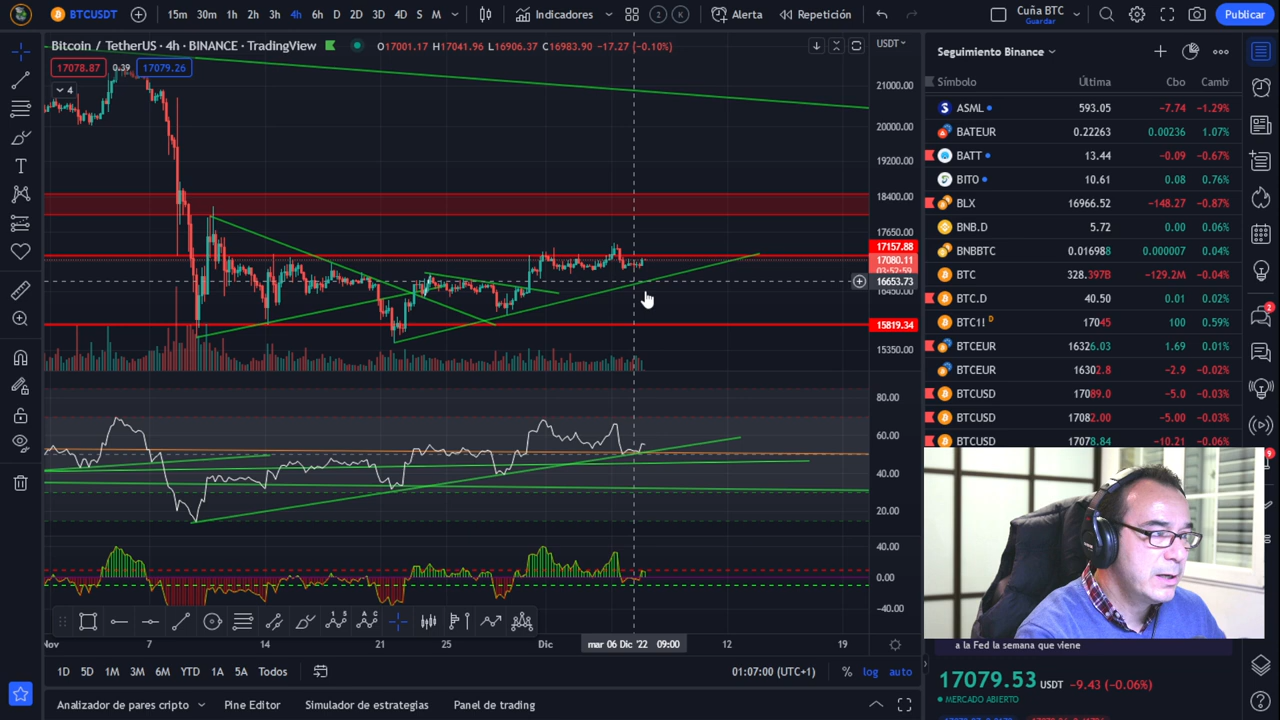 BTCUSDT 15m 30m 1h 2h 3h 4h 6h D 2D 3D 4D S M Indicadores 2 K Alerta Repetición Cuña BTC Guardar Publicar
Bitcoin / TetherUS · 4h · BINANCE · TradingView O17001.17 H17041.96 L16906.37 C16983.90 −17.27 (−0.10%)
17078.87 0.39 17079.26
4
USDT
21000.00
20000.00
19200.00
18400.00
17650.00
17157.88
17080.11
03:52:59
16653.73
15819.34
15350.00
80.00
60.00
40.00
20.00
40.00
0.00
−40.00
1 5
A C
Nov 7 14 21 25 Dic mar 06 Dic '22 09:00 12 19
1D 5D 1M 3M 6M YTD 1A 5A Todos 01:07:00 (UTC+1) % log auto
Analizador de pares cripto Simulador de estrategias Panel de trading
Seguimiento Binance
Símbolo Última Cbo Camb
ASML 593.05 −7.74 −1.29%
BATEUR 0.22263 0.00236 1.07%
BATT 13.44 −0.09 −0.67%
BITO 10.61 0.08 0.76%
BLX 16966.52 −148.27 −0.87%
BNB.D 5.72 0.00 0.06%
BNBBTC 0.016988 0.000007 0.04%
BTC 328.397B −129.2M −0.04%
BTC.D 40.50 0.01 0.02%
BTC1! D 17045 100 0.59%
BTCEUR 16326.03 1.69 0.01%
BTCEUR 16302.8 −2.9 −0.02%
BTCUSD 17089.0 −5.0 −0.03%
BTCUSD 17082.00 −5.00 −0.03%
BTCUSD 17078.84 −10.21 −0.06%
a la Fed la semana que viene
17079.53 USDT −9.43 (−0.06%)
MERCADO ABIERTO
2
9